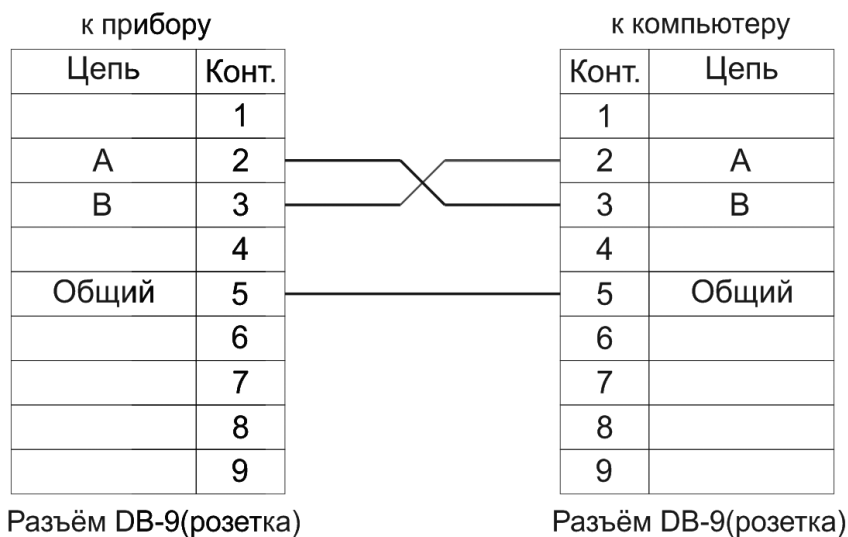 к прибору к компьютеру
Цепь Конт. Конт. Цепь
1 1
A 2 2 A
B 3 3 B
4 4
Общий 5 5 Общий
6 6
7 7
8 8
9 9
Разъём DB-9(розетка) Разъём DB-9(розетка)